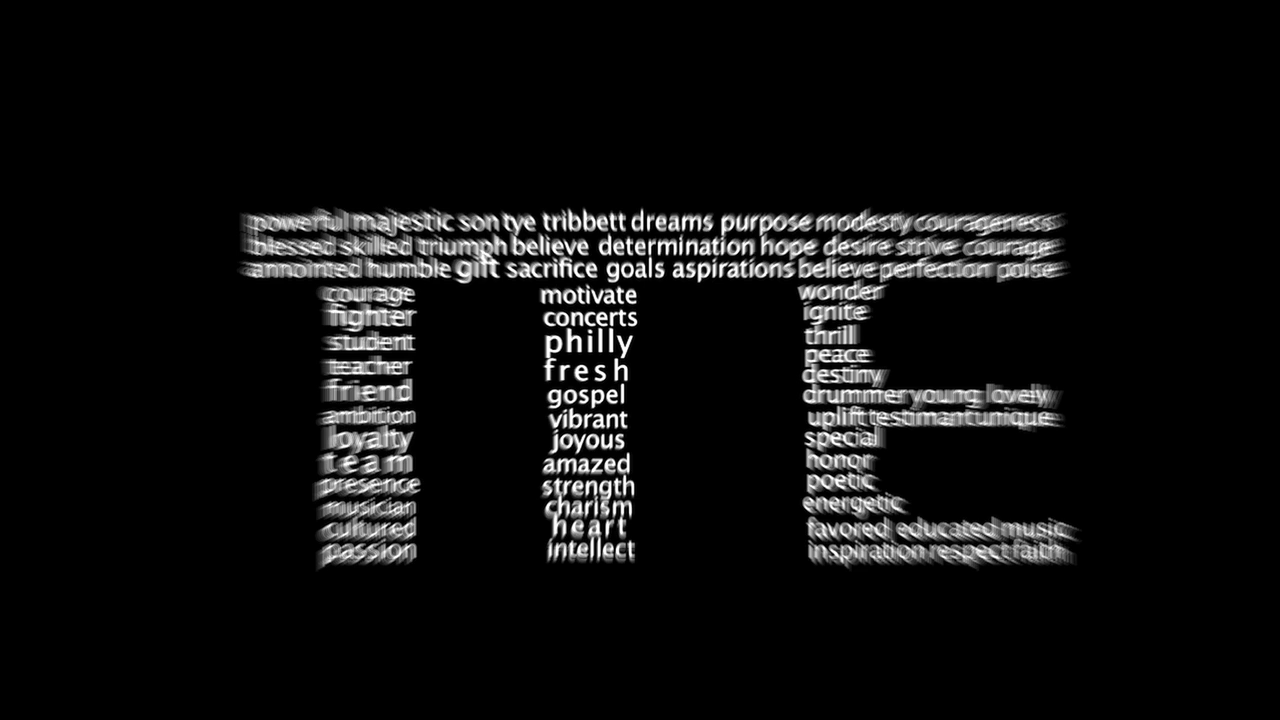 powerful majestic son tye tribbett dreams purpose modesty courageness
blessed skilled triumph believe determination hope desire strive courage
annointed humble gift sacrifice goals aspirations believe perfection poise
courage motivate wonder
fighter concerts ignite
student philly thrill
teacher fresh peace
friend gospel destiny
drummer young lovely
ambition vibrant uplift testimant unique
loyalty joyous special
team amazed honor
presence strength poetic
musician charism energetic
cultured heart favored educated music
passion intellect inspiration respect faith